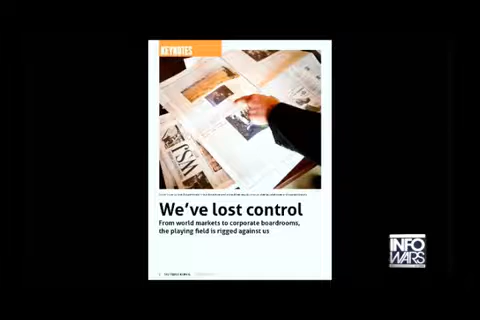 KEYNOTES
WSJ
We've lost control
From world markets to corporate boardrooms,
the playing field is rigged against us
INFO
WARS